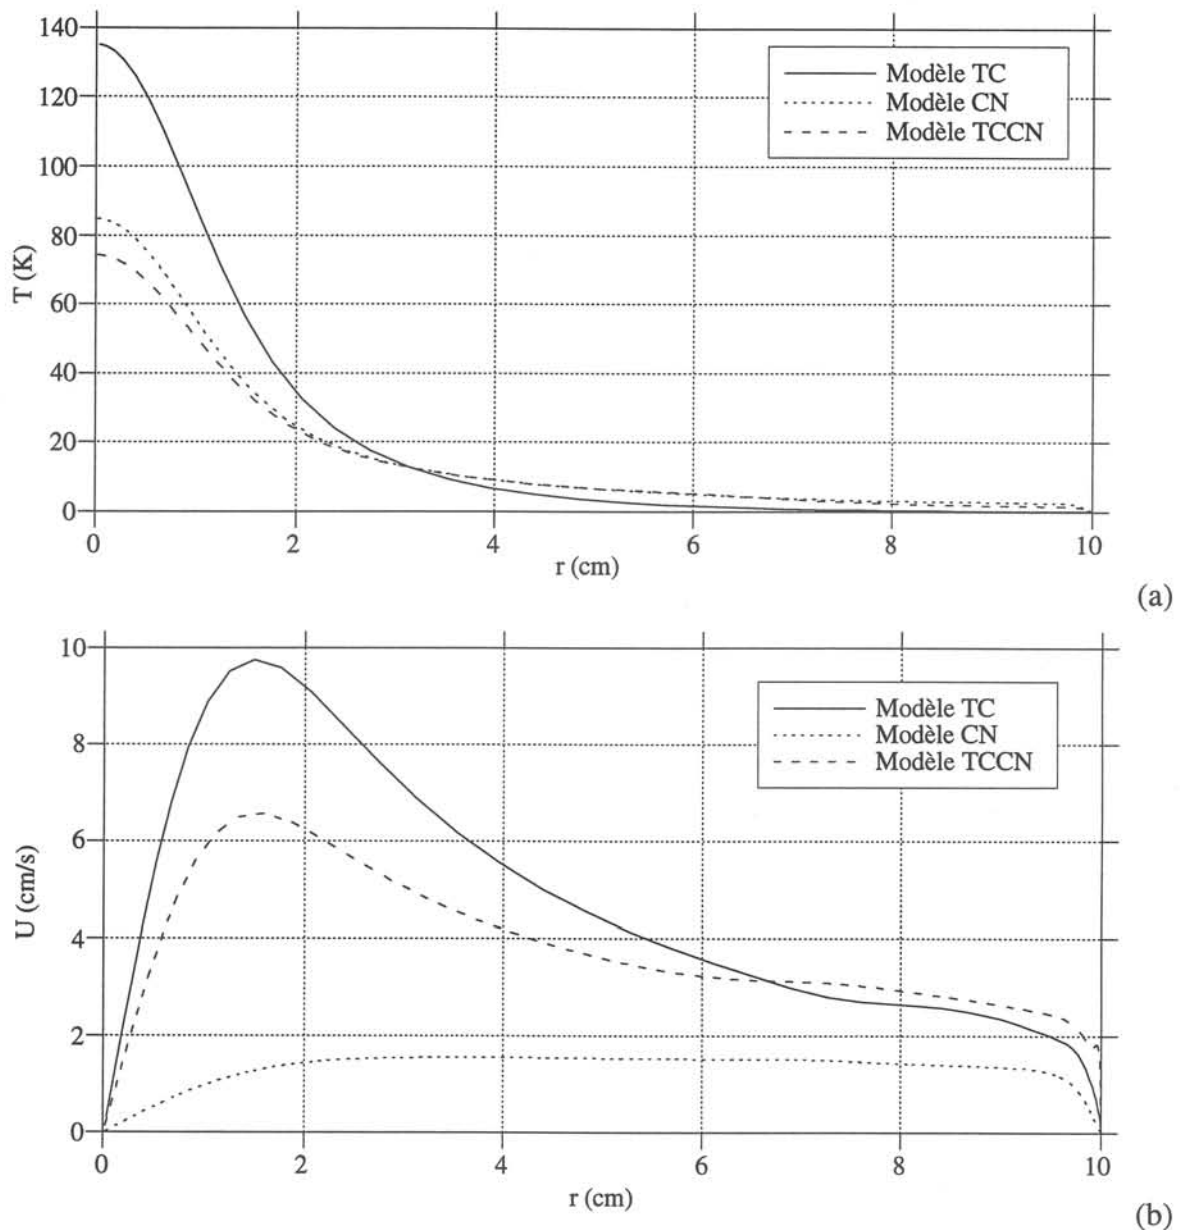 140
120
100
80
60
40
20
0
T (K)
Modèle TC
Modèle CN
Modèle TCCN
0 2 4 6 8 10
r (cm)
(a)
10
8
6
4
2
0
U (cm/s)
Modèle TC
Modèle CN
Modèle TCCN
0 2 4 6 8 10
r (cm)
(b)